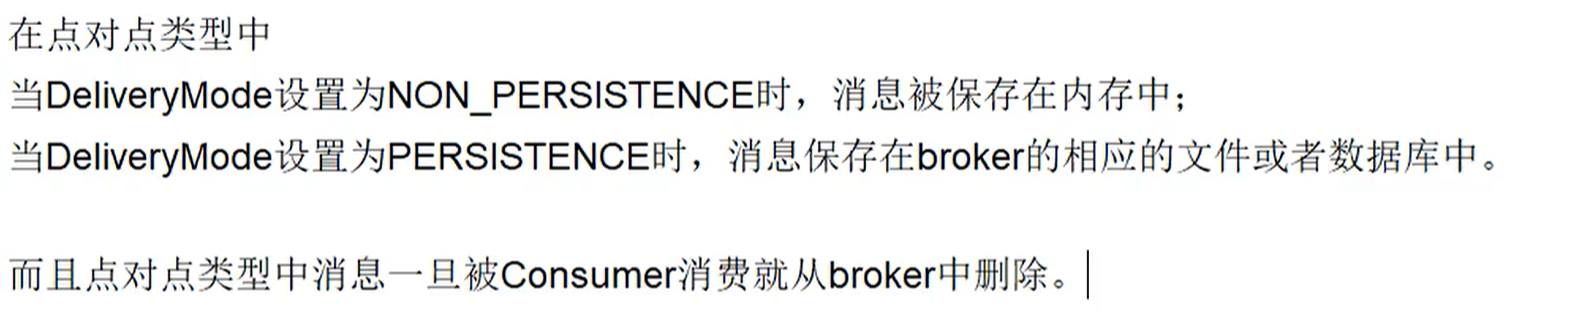 在点对点类型中
当DeliveryMode设置为NON_PERSISTENCE时，消息被保存在内存中；
当DeliveryMode设置为PERSISTENCE时，消息保存在broker的相应的文件或者数据库中。
而且点对点类型中消息一旦被Consumer消费就从broker中删除。